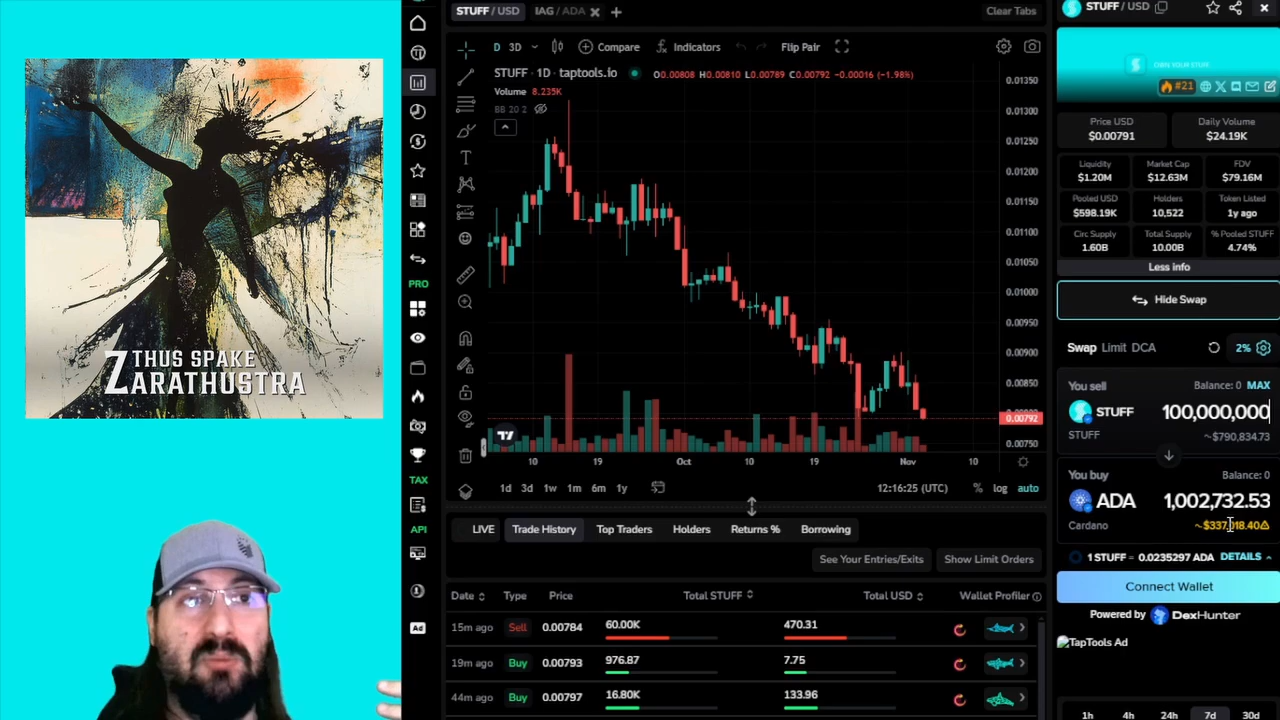 THUS SPAKE
ZARATHUSTRA
STUFF / USD
IAG / ADA
Clear Tabs
D 3D
Compare
Indicators
Flip Pair
STUFF · 1D · taptools.io
O0.00808 H0.00810 L0.00789 C0.00792 -0.00016 (-1.98%)
Volume 8.235K
BB 20 2
0.01350
0.01300
0.01250
0.01200
0.01150
0.01100
0.01050
0.01000
0.00950
0.00900
0.00850
0.00792
0.00750
10 19 Oct 10 19 Nov 10
1d 3d 1w 1m 6m 1y
12:16:25 (UTC)
% log auto
PRO
TAX
API
Ad
LIVE
Trade History
Top Traders
Holders
Returns %
Borrowing
See Your Entries/Exits
Show Limit Orders
Date Type Price Total STUFF Total USD Wallet Profiler
15m ago Sell 0.00784 60.00K 470.31
19m ago Buy 0.00793 976.87 7.75
44m ago Buy 0.00797 16.80K 133.96
STUFF / USD
OWN YOUR STUFF.
#21
Price USD
$0.00791
Daily Volume
$24.19K
Liquidity
$1.20M
Market Cap
$12.63M
FDV
$79.16M
Pooled USD
$598.19K
Holders
10,522
Token Listed
1y ago
Circ Supply
1.60B
Total Supply
10.00B
% Pooled STUFF
4.74%
Less info
Hide Swap
Swap Limit DCA
2%
You sell
Balance: 0 MAX
STUFF 100,000,000
STUFF ~$790,834.73
You buy
Balance: 0
ADA 1,002,732.53
Cardano
1 STUFF = 0.0235297 ADA DETAILS
Connect Wallet
Powered by DexHunter
TapTools Ad
1h 4h 24h 7d 30d